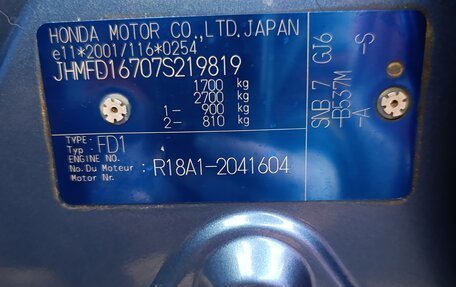 HONDA MOTOR CO.,LTD.JAPAN
e11*2001/116*0254
JHMFD16707S219819
1700 kg
2700 kg
1- 900 kg
2- 810 kg
TYPE:
Typ : FD1
ENGINE NO.
No.Du Moteur : R18A1-2041604
Motor Nr.
SNB 7 GJ6
-B537M -S
-A